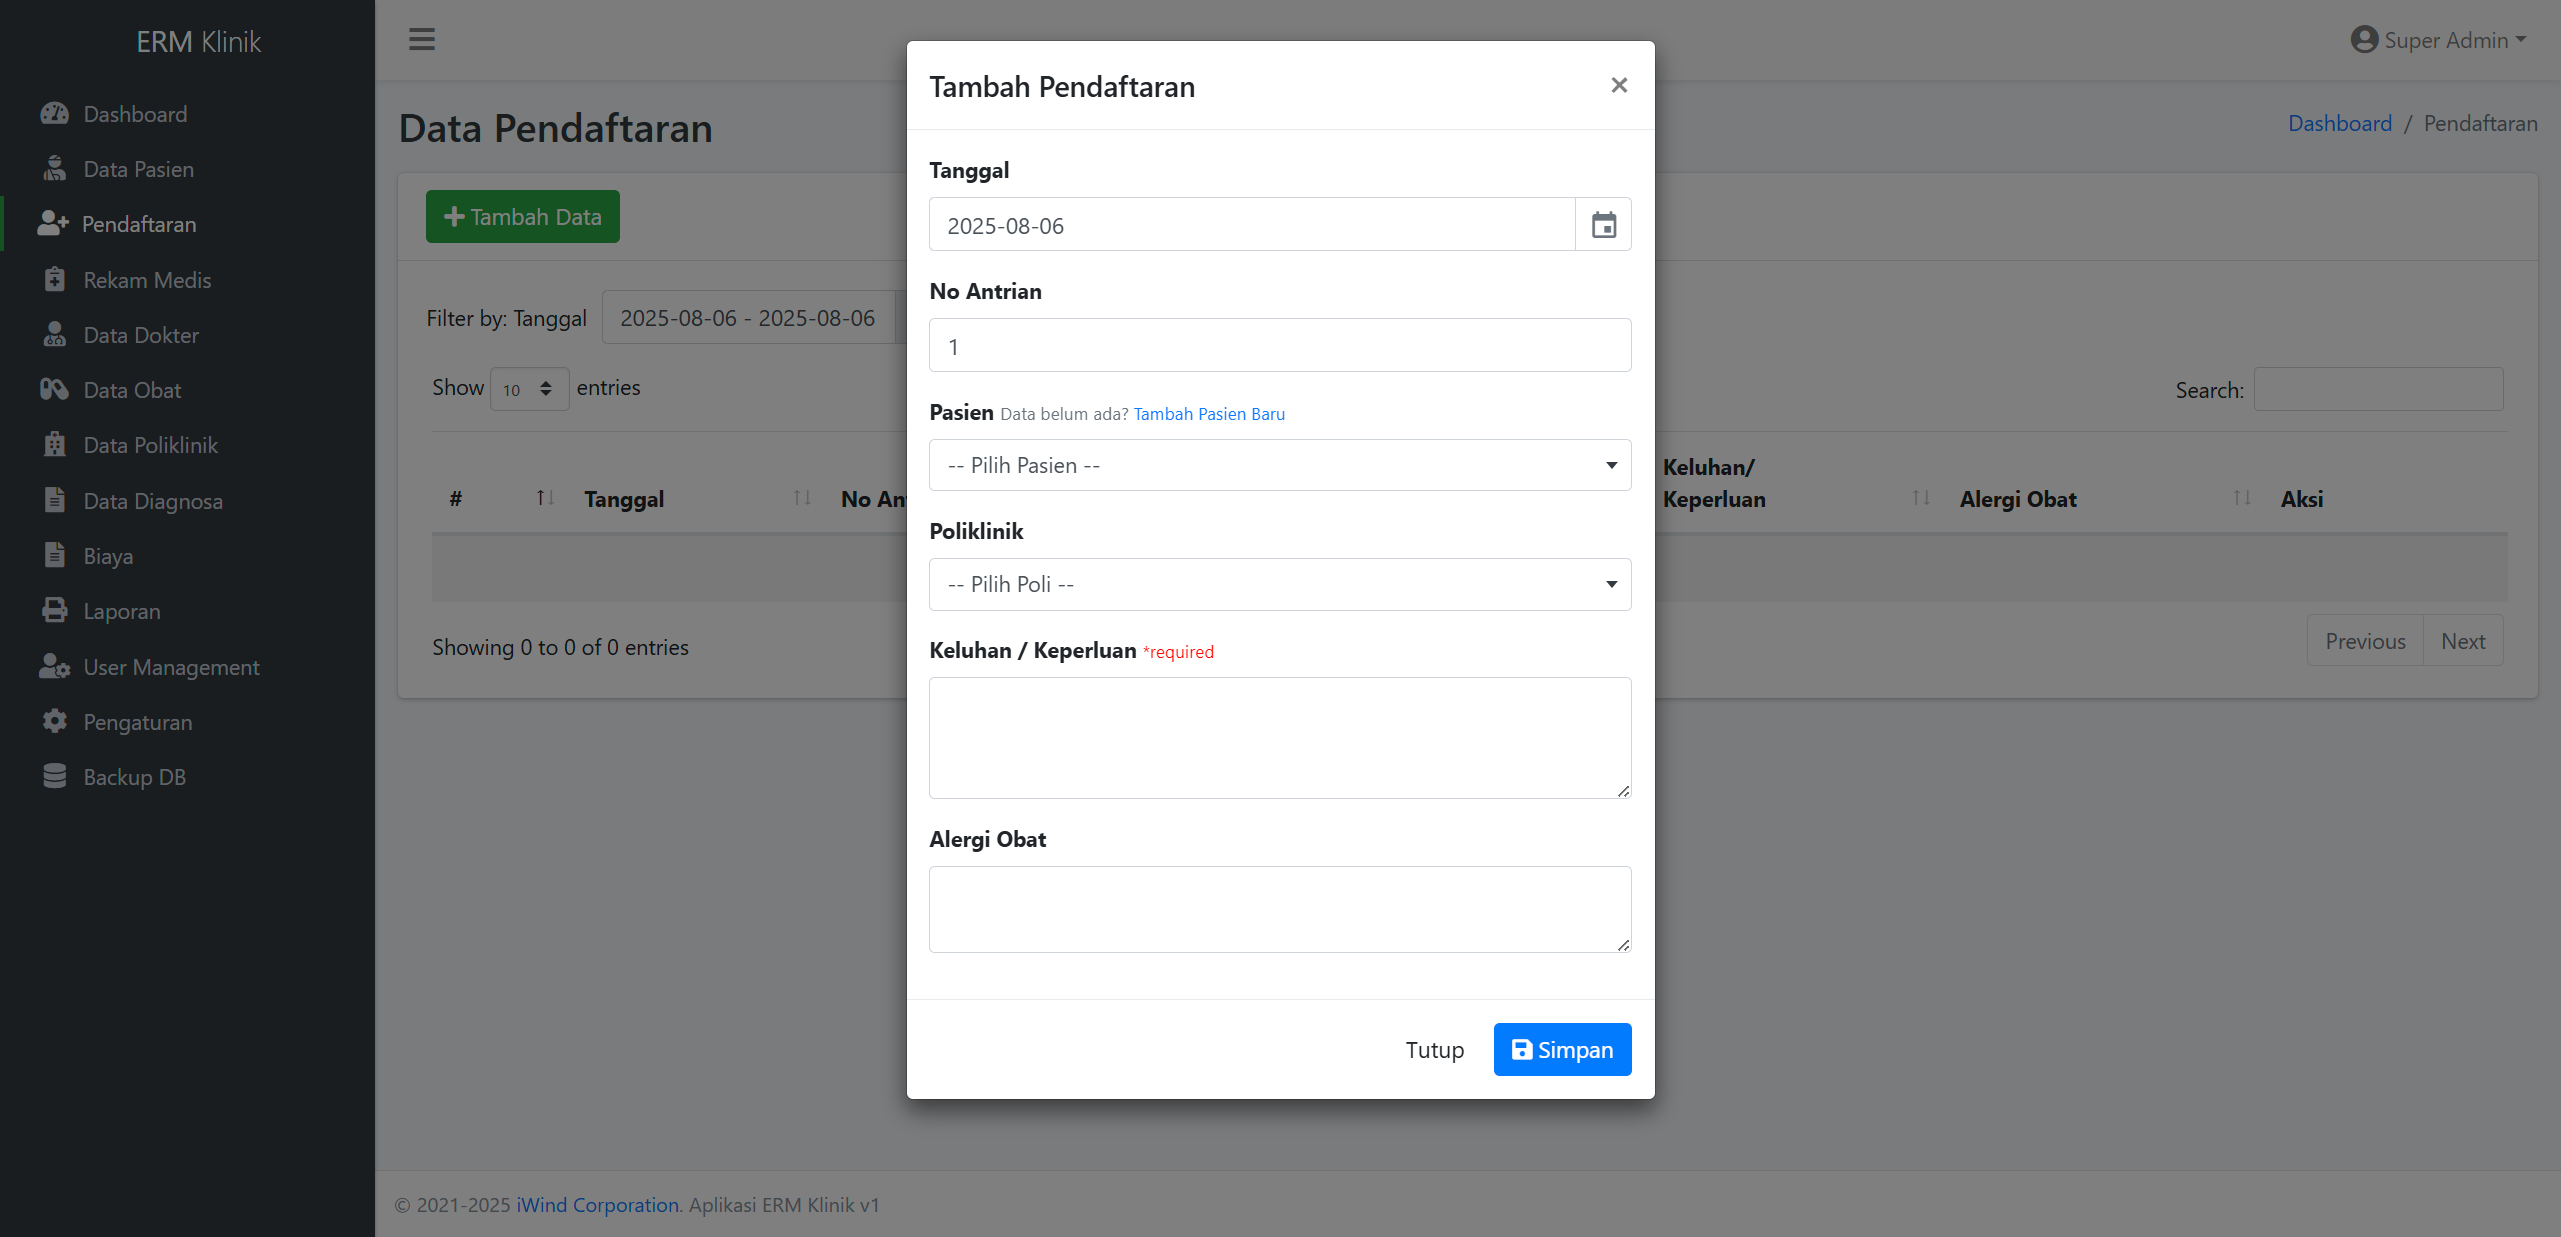 ERM Klinik
Dashboard
Data Pasien
Pendaftaran
Rekam Medis
Data Dokter
Data Obat
Data Poliklinik
Data Diagnosa
Biaya
Laporan
User Management
Pengaturan
Backup DB
Super Admin
Data Pendaftaran
Dashboard / Pendaftaran
Tambah Data
Filter by: Tanggal 2025-08-06 - 2025-08-06
Show 10 entries
Search:
# Tanggal No An
Keluhan/
Keperluan Alergi Obat Aksi
Showing 0 to 0 of 0 entries
Previous Next
Tambah Pendaftaran ×
Tanggal
2025-08-06
No Antrian
1
Pasien Data belum ada? Tambah Pasien Baru
-- Pilih Pasien --
Poliklinik
-- Pilih Poli --
Keluhan / Keperluan *required
Alergi Obat
Tutup Simpan
© 2021-2025 iWind Corporation. Aplikasi ERM Klinik v1